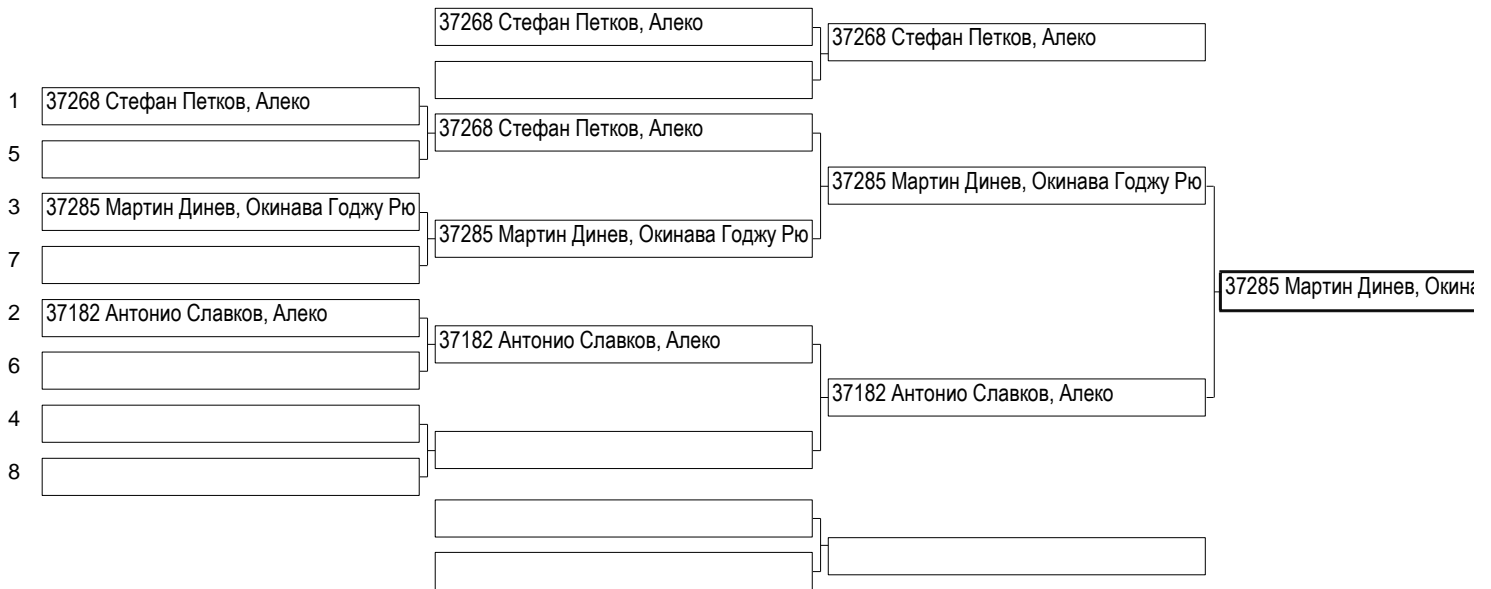 37268 Стефан Петков, Алеко
37268 Стефан Петков, Алеко
1 37268 Стефан Петков, Алеко
37268 Стефан Петков, Алеко
5
37285 Мартин Динев, Окинава Годжу Рю
3 37285 Мартин Динев, Окинава Годжу Рю
37285 Мартин Динев, Окинава Годжу Рю
7
37285 Мартин Динев, Окина
2 37182 Антонио Славков, Алеко
37182 Антонио Славков, Алеко
6
37182 Антонио Славков, Алеко
4
8